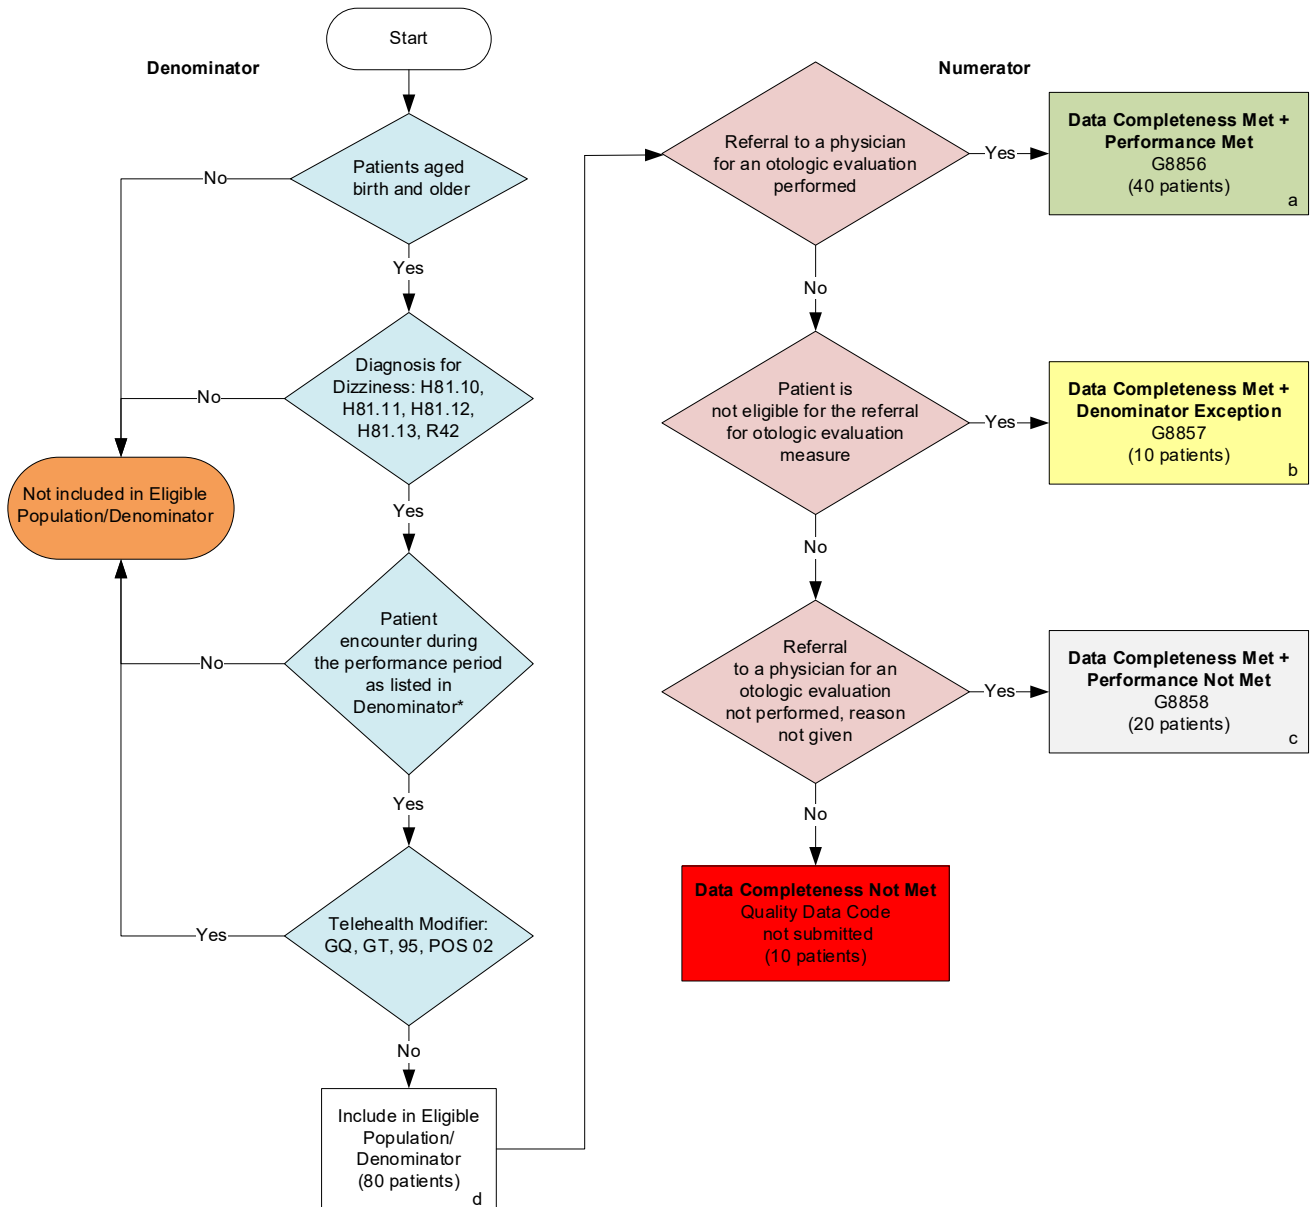 Start
Denominator
Patients aged
birth and older
No
Yes
Diagnosis for
Dizziness: H81.10,
H81.11, H81.12,
H81.13, R42
No
Yes
Not included in Eligible
Population/Denominator
Patient
encounter during
the performance period
as listed in
Denominator*
No
Yes
Telehealth Modifier:
GQ, GT, 95, POS 02
Yes
No
Include in Eligible
Population/
Denominator
(80 patients)
d
Numerator
Referral to a physician
for an otologic evaluation
performed
Yes
Data Completeness Met +
Performance Met
G8856
(40 patients)
a
No
Patient is
not eligible for the referral
for otologic evaluation
measure
Yes
Data Completeness Met +
Denominator Exception
G8857
(10 patients)
b
No
Referral
to a physician for an
otologic evaluation
not performed, reason
not given
Yes
Data Completeness Met +
Performance Not Met
G8858
(20 patients)
c
No
Data Completeness Not Met
Quality Data Code
not submitted
(10 patients)